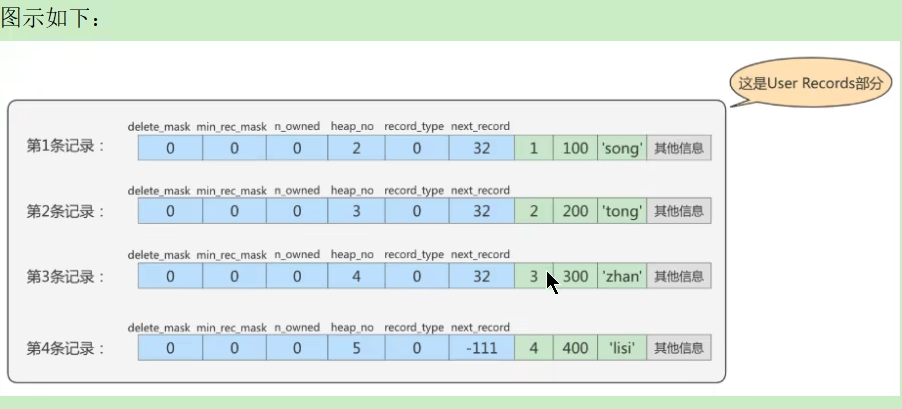 图示如下：
这是User Records部分
delete_mask min_rec_mask n_owned heap_no record_type next_record
第1条记录： 0 0 0 2 0 32 1 100 'song' 其他信息
delete_mask min_rec_mask n_owned heap_no record_type next_record
第2条记录： 0 0 0 3 0 32 2 200 'tong' 其他信息
delete_mask min_rec_mask n_owned heap_no record_type next_record
第3条记录： 0 0 0 4 0 32 3 300 'zhan' 其他信息
delete_mask min_rec_mask n_owned heap_no record_type next_record
第4条记录： 0 0 0 5 0 -111 4 400 'lisi' 其他信息